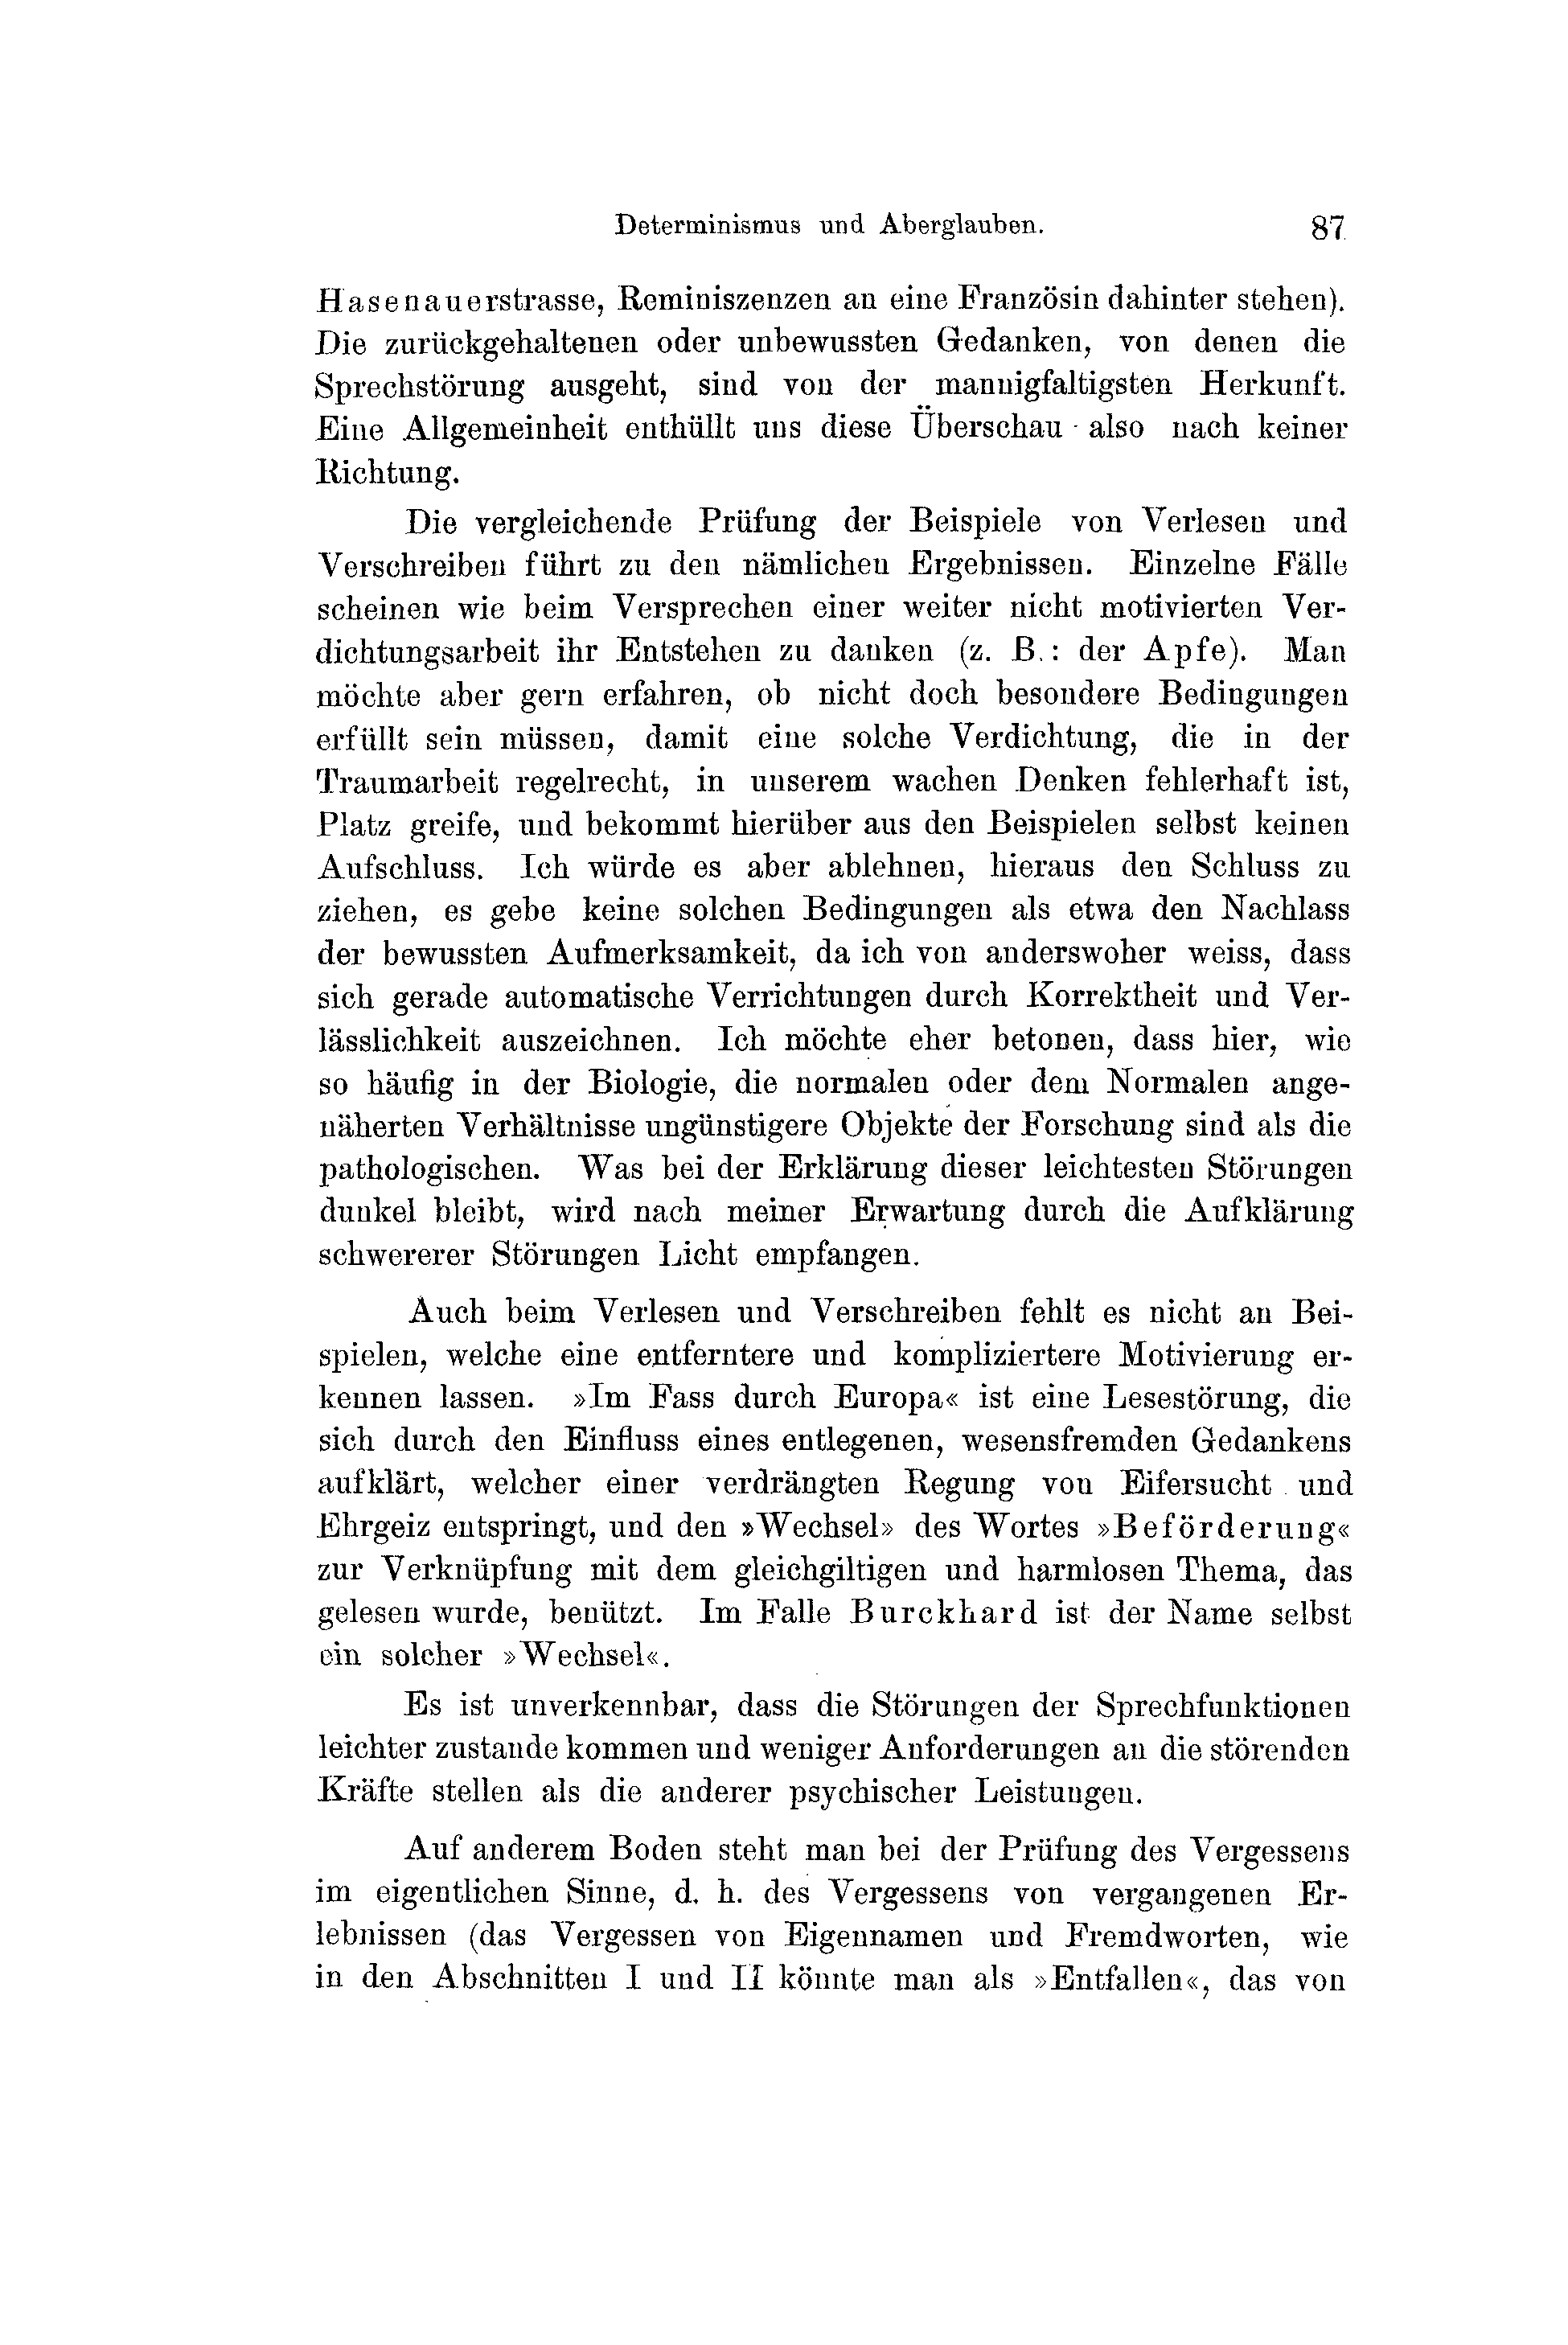 Determinismus und Aberglauben. 87
Hasenauerstrasse, Reminiszenzen an eine Französin dahinter stehen).
Die zurückgehaltenen oder unbewussten Gedanken, von denen die
Sprechstörung ausgeht, sind von der mannigfaltigsten Herkunft.
Eine Allgemeinheit enthüllt uns diese Überschau also nach keiner
Richtung.
Die vergleichende Prüfung der Beispiele von Verlesen und
Verschreiben führt zu den nämlichen Ergebnissen. Einzelne Fälle
scheinen wie beim Versprechen einer weiter nicht motivierten Ver-
dichtungsarbeit ihr Entstehen zu danken (z. B.: der Apfe). Man
möchte aber gern erfahren, ob nicht doch besondere Bedingungen
erfüllt sein müssen, damit eine solche Verdichtung, die in der
Traumarbeit regelrecht, in unserem wachen Denken fehlerhaft ist,
Platz greife, und bekommt hierüber aus den Beispielen selbst keinen
Aufschluss. Ich würde es aber ablehnen, hieraus den Schluss zu
ziehen, es gebe keine solchen Bedingungen als etwa den Nachlass
der bewussten Aufmerksamkeit, da ich von anderswoher weiss, dass
sich gerade automatische Verrichtungen durch Korrektheit und Ver-
lässlichkeit auszeichnen. Ich möchte eher betonen, dass hier, wie
so häufig in der Biologie, die normalen oder dem Normalen ange-
näherten Verhältnisse ungünstigere Objekte der Forschung sind als die
pathologischen. Was bei der Erklärung dieser leichtesten Störungen
dunkel bleibt, wird nach meiner Erwartung durch die Aufklärung
schwererer Störungen Licht empfangen.
Auch beim Verlesen und Verschreiben fehlt es nicht an Bei-
spielen, welche eine entferntere und kompliziertere Motivierung er-
kennen lassen. »Im Fass durch Europa« ist eine Lesestörung, die
sich durch den Einfluss eines entlegenen, wesensfremden Gedankens
aufklärt, welcher einer verdrängten Regung von Eifersucht und
Ehrgeiz entspringt, und den »Wechsel» des Wortes »Beförderung«
zur Verknüpfung mit dem gleichgiltigen und harmlosen Thema, das
gelesen wurde, benützt. Im Falle Burckhard ist der Name selbst
ein solcher »Wechsel«.
Es ist unverkennbar, dass die Störungen der Sprechfunktionen
leichter zustande kommen und weniger Anforderungen an die störenden
Kräfte stellen als die anderer psychischer Leistungen.
Auf anderem Boden steht man bei der Prüfung des Vergessens
im eigentlichen Sinne, d. h. des Vergessens von vergangenen Er-
lebnissen (das Vergessen von Eigennamen und Fremdworten, wie
in den Abschnitten I und II könnte man als »Entfallen«, das von